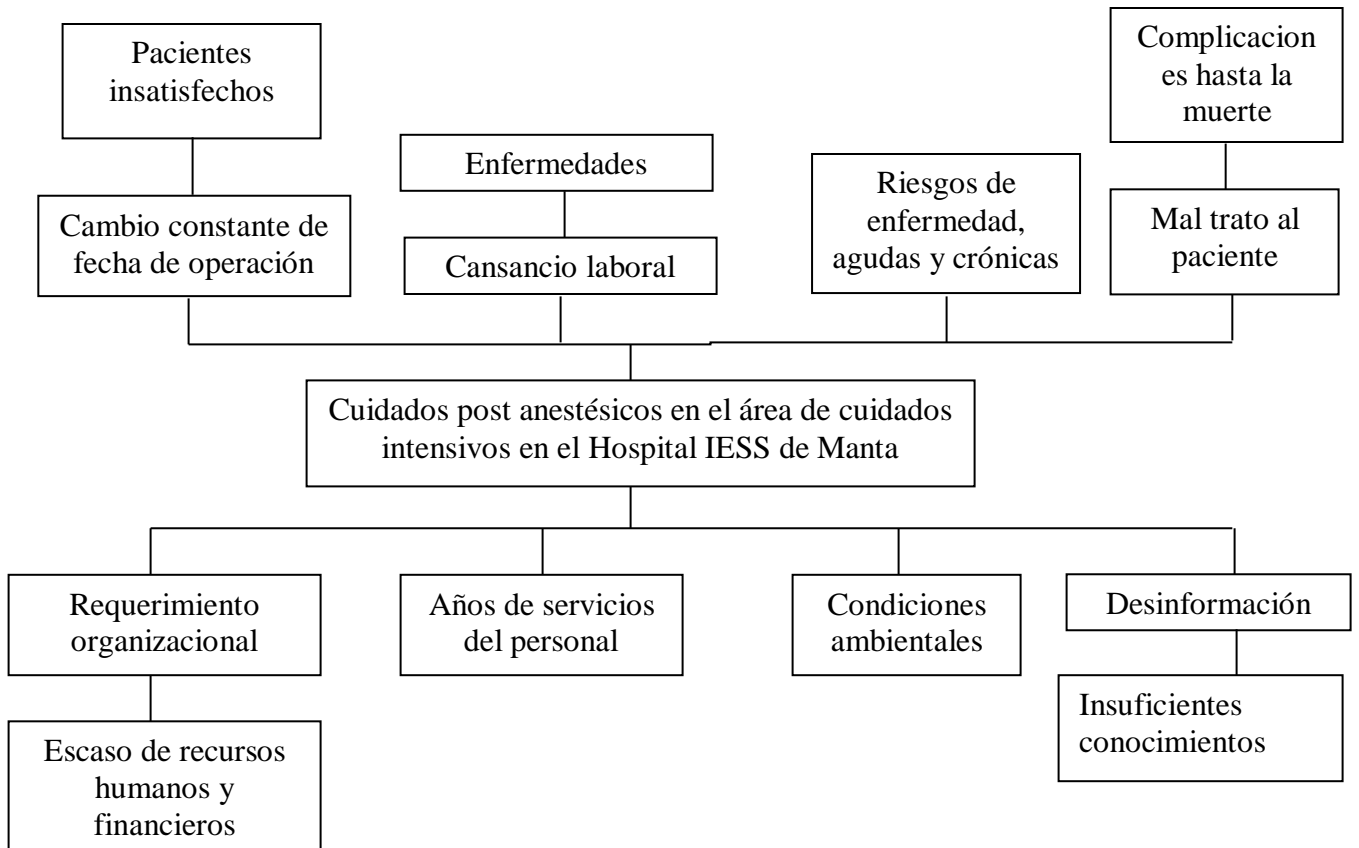 Pacientes
insatisfechos
Complicacion
es hasta la
muerte
Enfermedades
Cambio constante de
fecha de operación
Cansancio laboral
Riesgos de
enfermedad,
agudas y crónicas
Mal trato al
paciente
Cuidados post anestésicos en el área de cuidados
intensivos en el Hospital IESS de Manta
Requerimiento
organizacional
Años de servicios
del personal
Condiciones
ambientales
Desinformación
Escaso de recursos
humanos y
financieros
Insuficientes
conocimientos